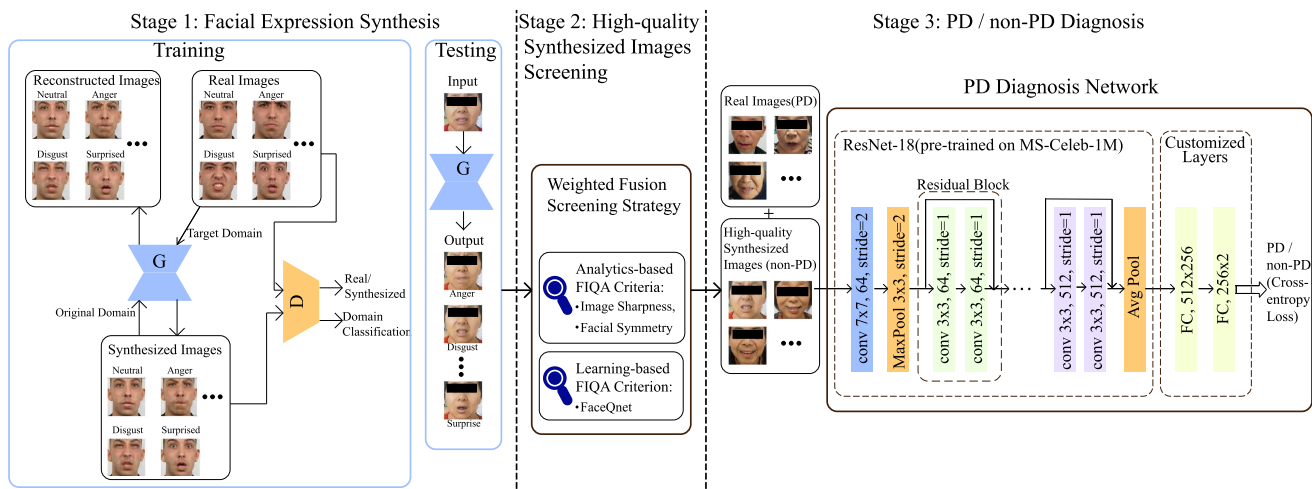 Stage 1: Facial Expression Synthesis
Training
Reconstructed Images
Neutral
Anger
Disgust
Surprised
Real Images
Neutral
Anger
Disgust
Surprised
Target Domain
G
Original Domain
D
Real/
Synthesized
Domain
Classification
Synthesized Images
Neutral
Anger
Disgust
Surprised
Testing
Input
G
Output
Anger
Disgust
Surprise
Stage 2: High-quality
Synthesized Images
Screening
Weighted Fusion
Screening Strategy
Analytics-based
FIQA Criteria:
•Image Sharpness,
•Facial Symmetry
Learning-based
FIQA Criterion:
•FaceQnet
Stage 3: PD / non-PD Diagnosis
Real Images(PD)
+
High-quality
Synthesized
Images (non-PD)
PD Diagnosis Network
ResNet-18(pre-trained on MS-Celeb-1M)
Residual Block
conv 7x7, 64, stride=2
MaxPool 3x3, stride=2
conv 3x3, 64, stride=1
conv 3x3, 64, stride=1
conv 3x3, 512, stride=1
conv 3x3, 512, stride=1
Avg Pool
Customized
Layers
FC, 512x256
FC, 256x2
PD /
non-PD
(Cross-
entropy
Loss)